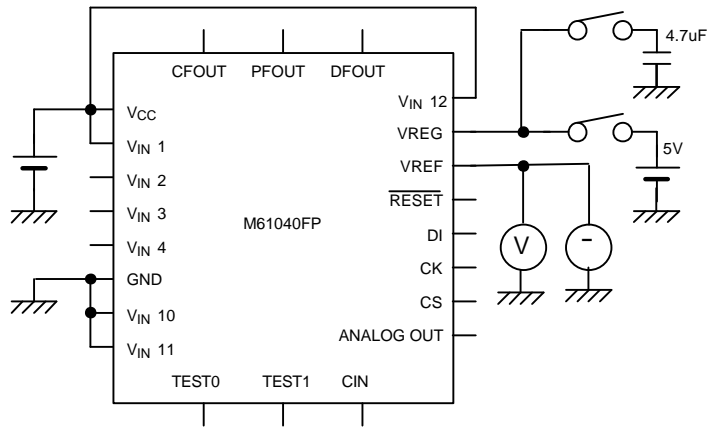 4.7uF
CFOUT PFOUT DFOUT
VCC
VIN 1
VIN 2
VIN 3
VIN 4
GND
VIN 10
VIN 11
M61040FP
VIN 12
VREG
VREF
RESET
DI
CK
CS
ANALOG OUT
TEST0 TEST1 CIN
5V
V
-